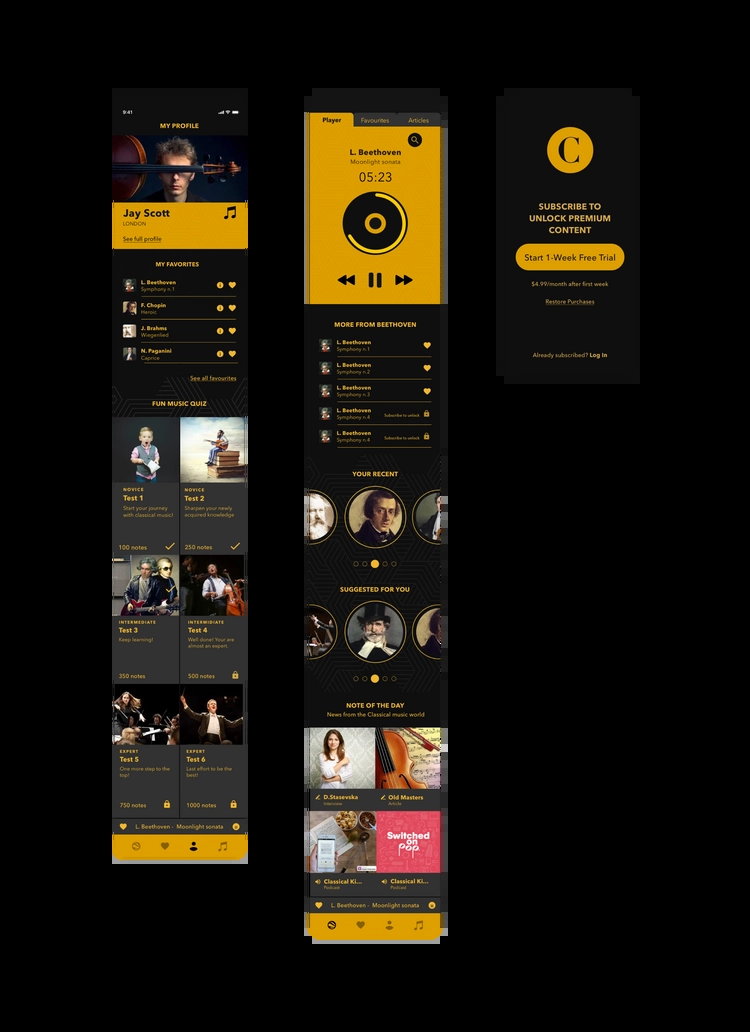 9:41
MY PROFILE
Jay Scott
LONDON
See full profile
MY FAVORITES
L. Beethoven
Symphony n.1
F. Chopin
Heroic
J. Brahms
Wiegenlied
N. Paganini
Caprice
See all favourites
FUN MUSIC QUIZ
NOVICE
Test 1
Start your journey
with classical music!
100 notes
NOVICE
Test 2
Sharpen your newly
acquired knowledge
250 notes
INTERMEDIATE
Test 3
Keep learning!
350 notes
INTERMIDIATE
Test 4
Well done! Your are
almost an expert.
500 notes
EXPERT
Test 5
One more step to the
top!
750 notes
EXPERT
Test 6
Last effort to be the
best!
1000 notes
L. Beethoven - Moonlight sonata
Player
Favourites
Articles
L. Beethoven
Moonlight sonata
05:23
MORE FROM BEETHOVEN
L. Beethoven
Symphony n.1
L. Beethoven
Symphony n.2
L. Beethoven
Symphony n.3
L. Beethoven
Symphony n.4
Subscribe to unlock
L. Beethoven
Symphony n.4
Subscribe to unlock
YOUR RECENT
SUGGESTED FOR YOU
NOTE OF THE DAY
News from the Classical music world
D.Stasevska
Interview
Old Masters
Article
Switched
on
pop
Classical Ki...
Podcast
Classical Ki...
Podcast
L. Beethoven - Moonlight sonata
C
SUBSCRIBE TO
UNLOCK PREMIUM
CONTENT
Start 1-Week Free Trial
$4.99/month after first week
Restore Purchases
Already subscribed? Log In